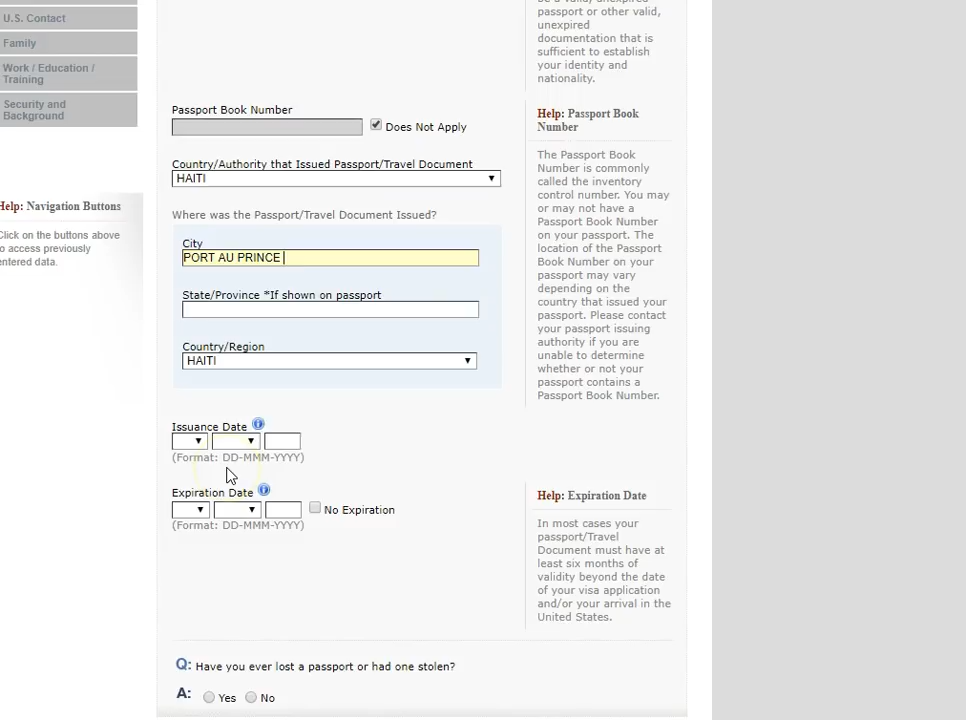 U.S. Contact
Family
Work / Education /
Training
Security and
Background
Help: Navigation Buttons
Click on the buttons above
to access previously
entered data.
Passport Book Number
Does Not Apply
Country/Authority that Issued Passport/Travel Document
HAITI
Where was the Passport/Travel Document Issued?
City
PORT AU PRINCE
State/Province *If shown on passport
Country/Region
HAITI
Issuance Date
(Format: DD-MMM-YYYY)
Expiration Date
No Expiration
(Format: DD-MMM-YYYY)
Q: Have you ever lost a passport or had one stolen?
A: Yes No
be a valid, unexpired
passport or other valid,
unexpired
documentation that is
sufficient to establish
your identity and
nationality.
Help: Passport Book
Number
The Passport Book
Number is commonly
called the inventory
control number. You may
or may not have a
Passport Book Number
on your passport. The
location of the Passport
Book Number on your
passport may vary
depending on the
country that issued your
passport. Please contact
your passport issuing
authority if you are
unable to determine
whether or not your
passport contains a
Passport Book Number.
Help: Expiration Date
In most cases your
passport/Travel
Document must have at
least six months of
validity beyond the date
of your visa application
and/or your arrival in the
United States.